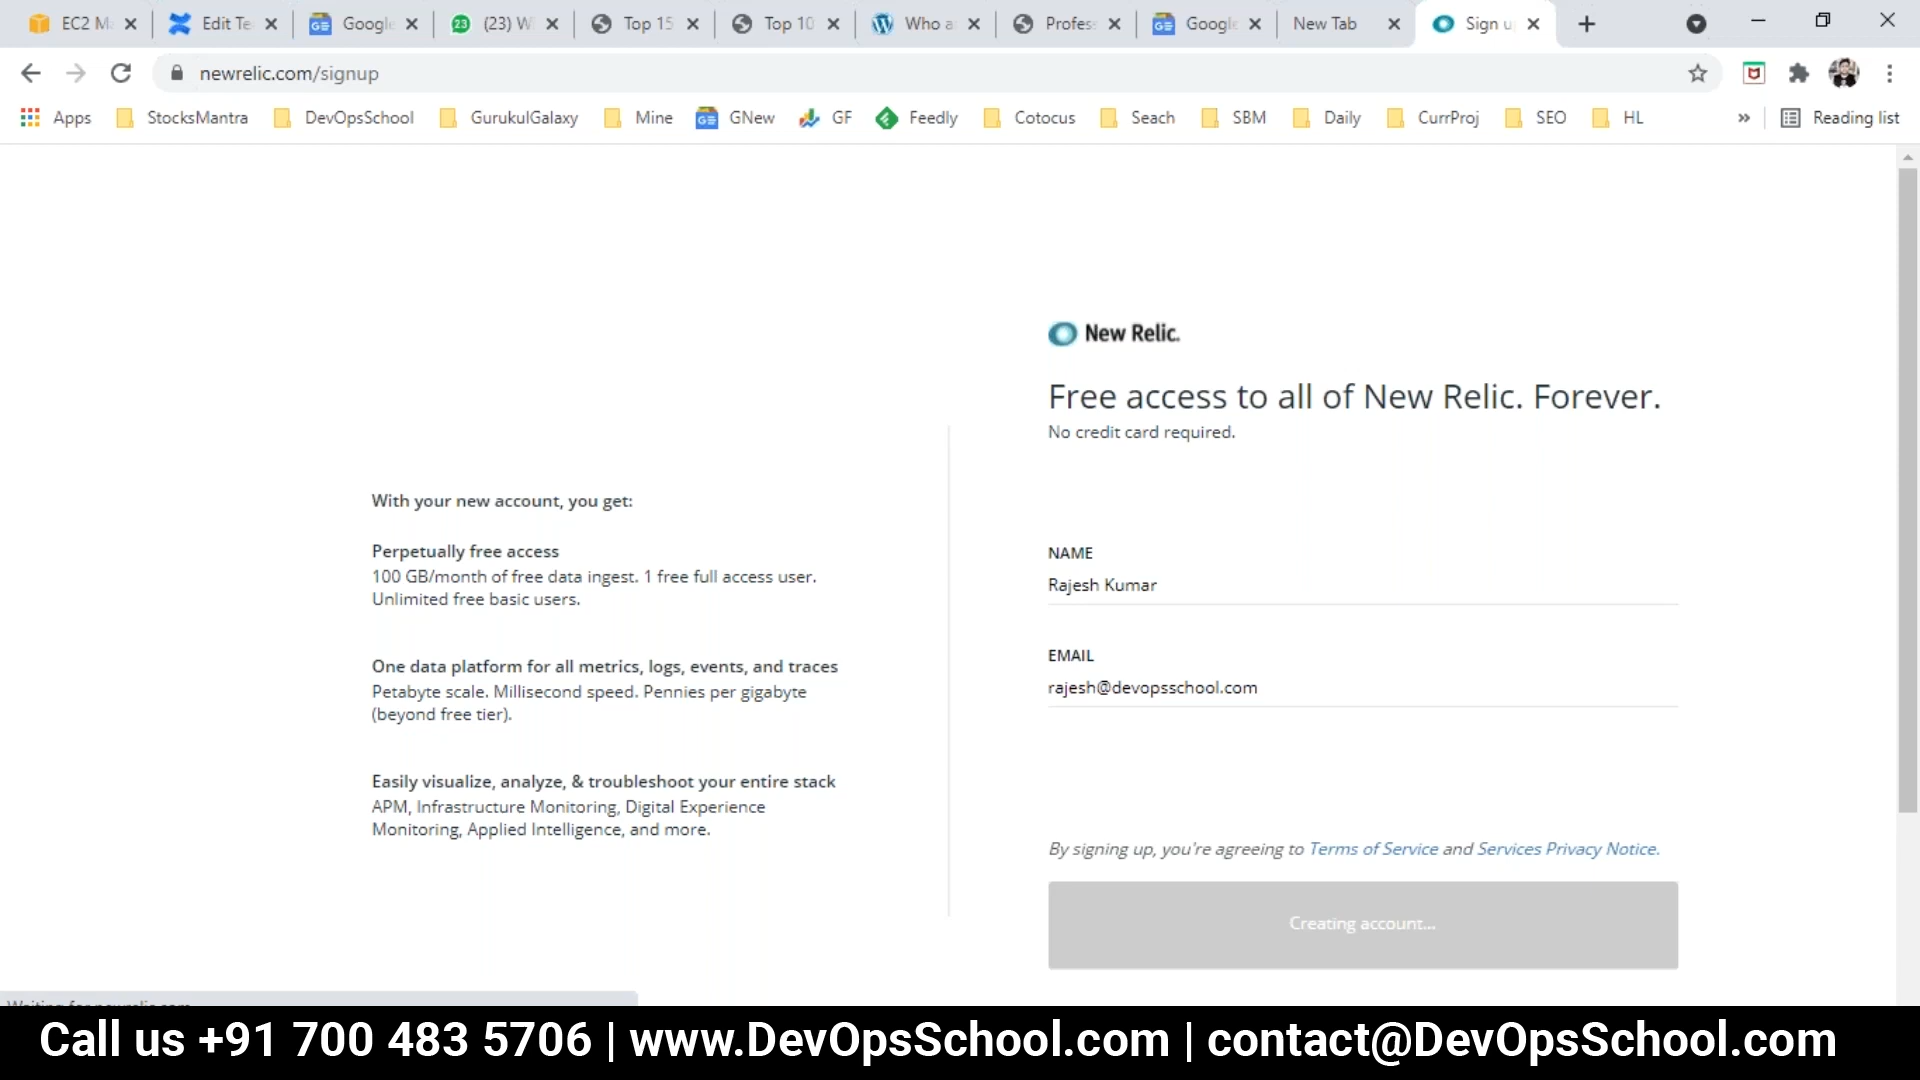 EC2 M
Edit Te
Google
(23) W
Top 15
Top 10
Who a
Profes
Google
New Tab
Sign u
newrelic.com/signup
Apps
StocksMantra
DevOpsSchool
GurukulGalaxy
Mine
GNew
GF
Feedly
Cotocus
Seach
SBM
Daily
CurrProj
SEO
HL
»
Reading list
New Relic.
Free access to all of New Relic. Forever.
No credit card required.
With your new account, you get:
Perpetually free access
100 GB/month of free data ingest. 1 free full access user.
Unlimited free basic users.
One data platform for all metrics, logs, events, and traces
Petabyte scale. Millisecond speed. Pennies per gigabyte
(beyond free tier).
Easily visualize, analyze, & troubleshoot your entire stack
APM, Infrastructure Monitoring, Digital Experience
Monitoring, Applied Intelligence, and more.
NAME
Rajesh Kumar
EMAIL
rajesh@devopsschool.com
By signing up, you're agreeing to Terms of Service and Services Privacy Notice.
Creating account...
Call us +91 700 483 5706 | www.DevOpsSchool.com | contact@DevOpsSchool.com